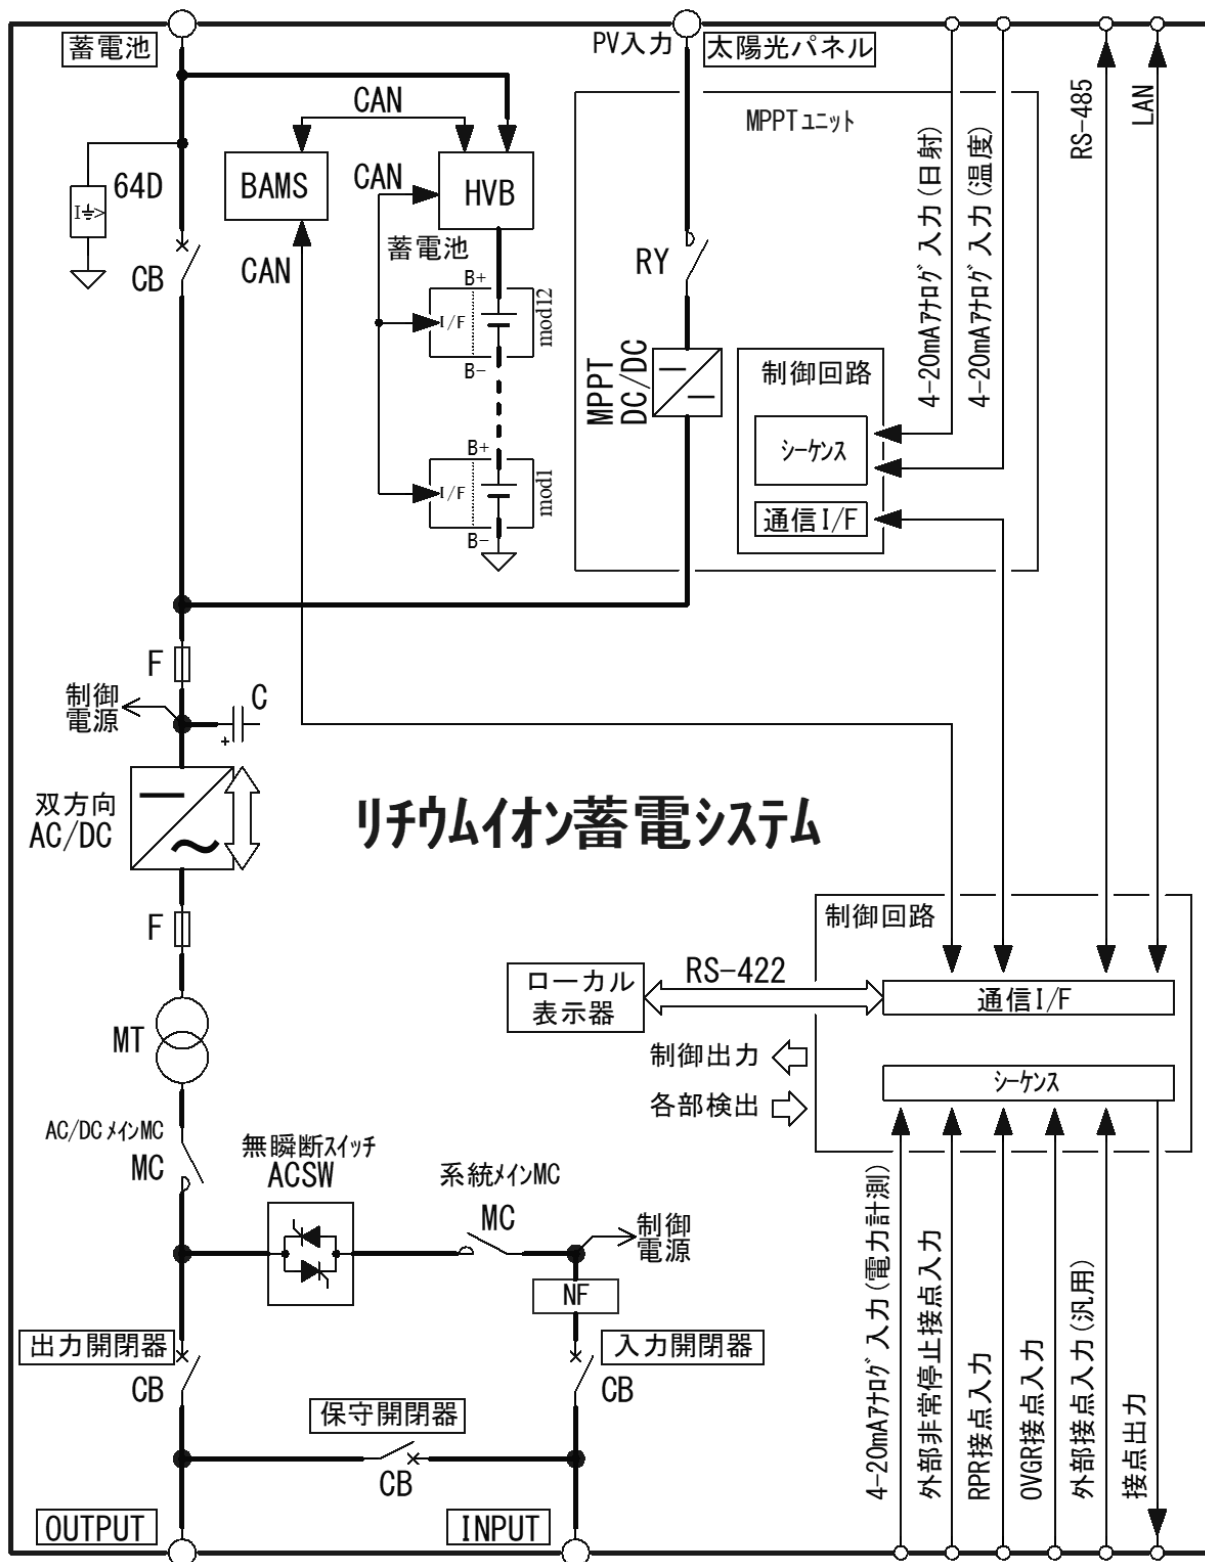 蓄電池
PV入力
太陽光パネル
CAN
MPPTユニット
RS-485
LAN
64D
I
BAMS
CAN
HVB
4-20mAアナログ入力(日射)
4-20mAアナログ入力(温度)
CB
CAN
蓄電池
RY
B+
I/F
mod12
B-
MPPT
DC/DC
制御回路
シーケンス
B+
I/F
mod1
B-
通信I/F
F
制御
電源
C
+
双方向
AC/DC
リチウムイオン蓄電システム
F
制御回路
ローカル
表示器
RS-422
通信I/F
MT
制御出力
シーケンス
各部検出
AC/DCメインMC
MC
無瞬断スイッチ
ACSW
系統メインMC
MC
制御
電源
NF
4-20mAアナログ入力(電力計測)
外部非常停止接点入力
RPR接点入力
OVGR接点入力
外部接点入力(汎用)
接点出力
出力開閉器
CB
入力開閉器
CB
保守開閉器
CB
OUTPUT
INPUT